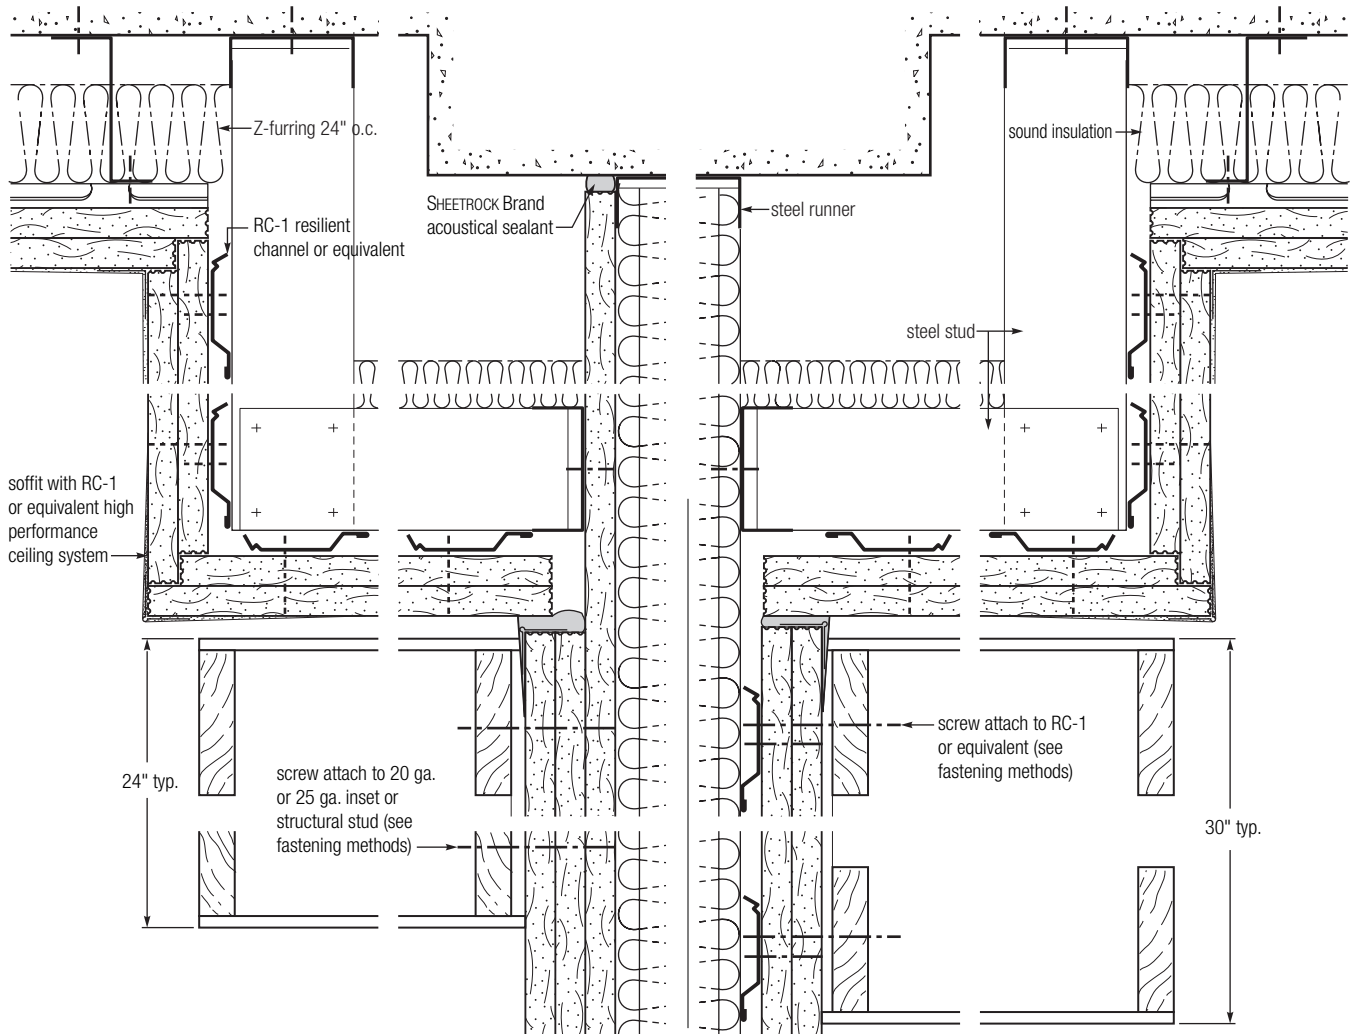 Z-furring 24" o.c.
sound insulation
SHEETROCK Brand
acoustical sealant
steel runner
RC-1 resilient
channel or equivalent
steel stud
soffit with RC-1
or equivalent high
performance
ceiling system
screw attach to RC-1
or equivalent (see
fastening methods)
24" typ.
screw attach to 20 ga.
or 25 ga. inset or
structural stud (see
fastening methods)
30" typ.